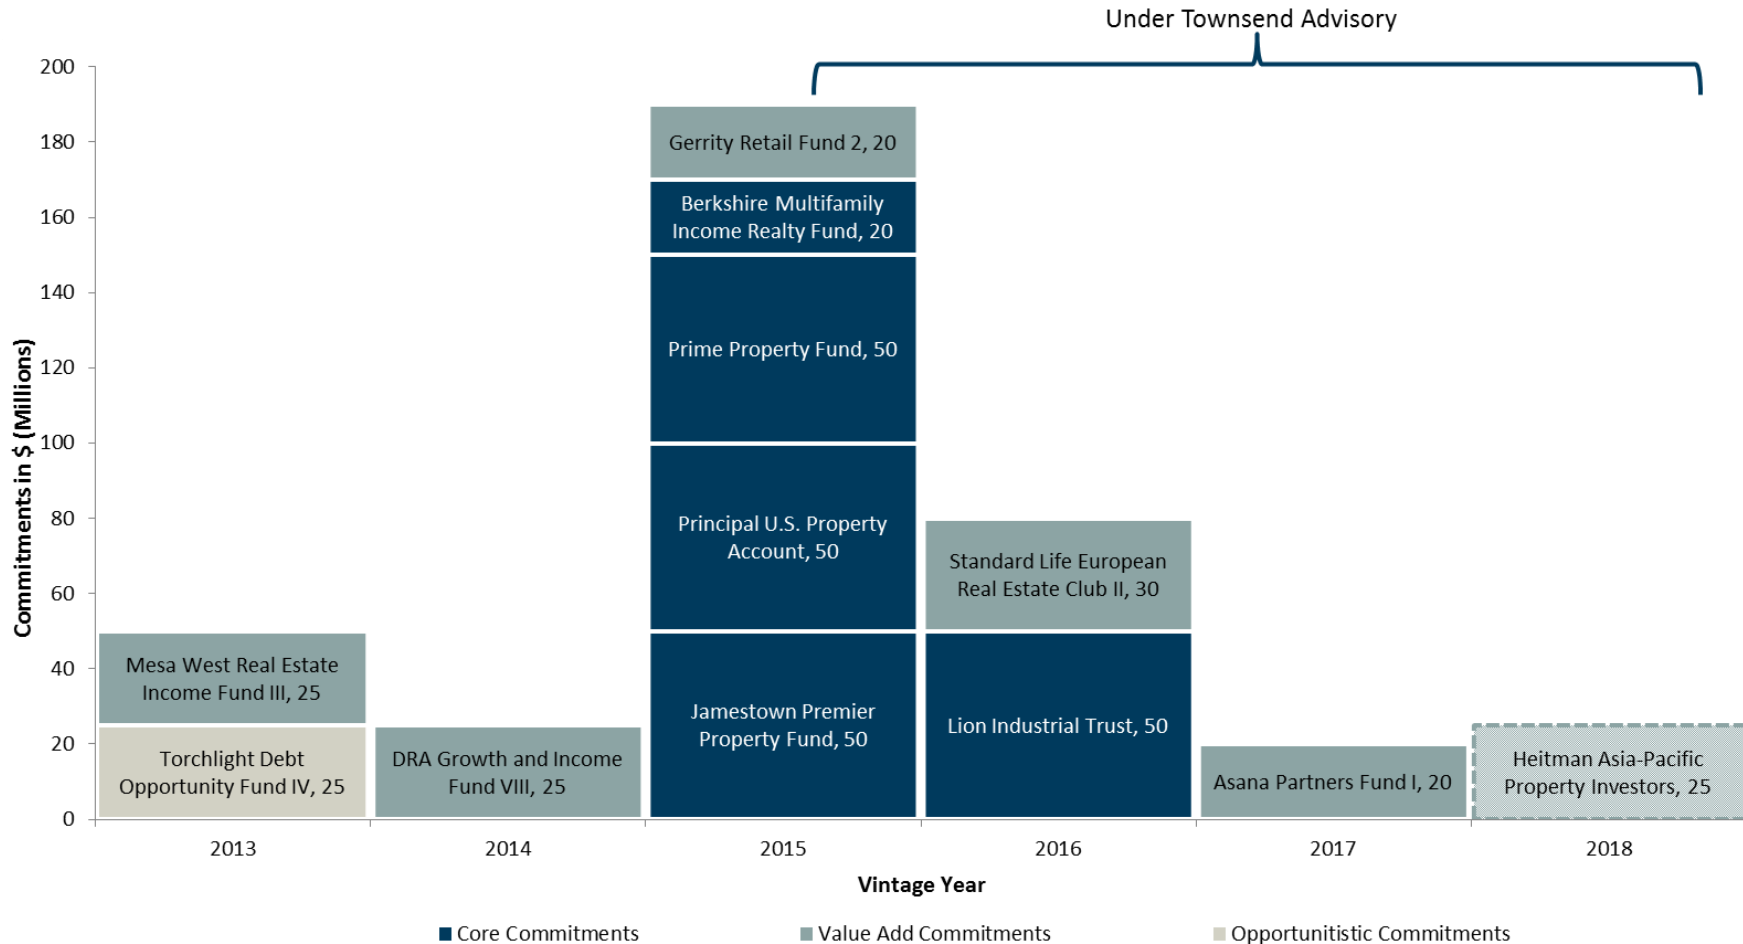 Under Townsend Advisory
Commitments in $ (Millions)
200
180
160
140
120
100
80
60
40
20
0
Mesa West Real Estate
Income Fund III, 25
Torchlight Debt
Opportunity Fund IV, 25
DRA Growth and Income
Fund VIII, 25
Gerrity Retail Fund 2, 20
Berkshire Multifamily
Income Realty Fund, 20
Prime Property Fund, 50
Principal U.S. Property
Account, 50
Jamestown Premier
Property Fund, 50
Standard Life European
Real Estate Club II, 30
Lion Industrial Trust, 50
Asana Partners Fund I, 20
Heitman Asia-Pacific
Property Investors, 25
2013
2014
2015
2016
2017
2018
Vintage Year
Core Commitments
Value Add Commitments
Opportunitistic Commitments